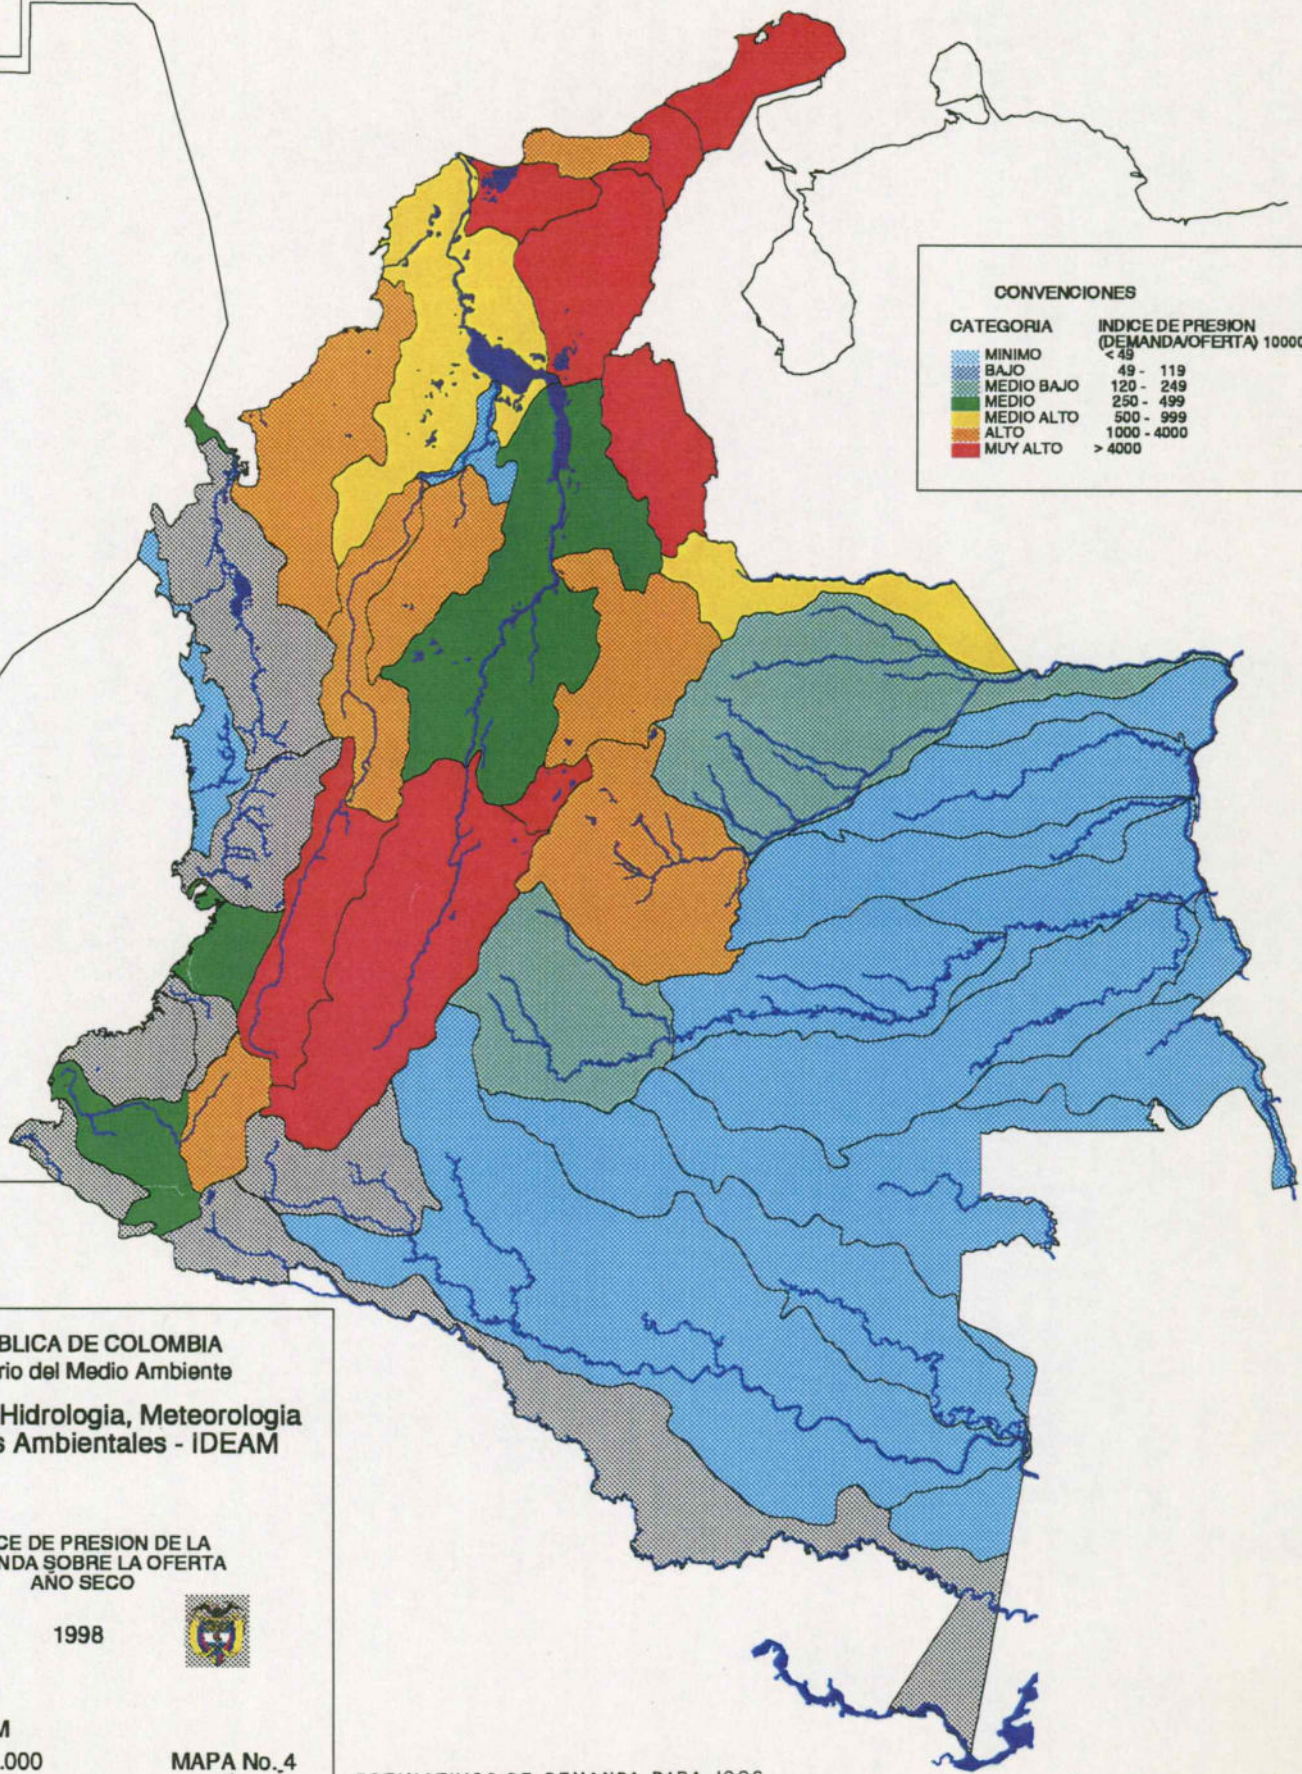 CONVENCIONES
CATEGORIA INDICE DE PRESION
(DEMANDA/OFERTA) 10000
MINIMO < 49
BAJO 49 - 119
MEDIO BAJO 120 - 249
MEDIO 250 - 499
MEDIO ALTO 500 - 999
ALTO 1000 - 4000
MUY ALTO > 4000
BLICA DE COLOMBIA
rio del Medio Ambiente
Hidrologia, Meteorologia
s Ambientales - IDEAM
CE DE PRESION DE LA
NDA SOBRE LA OFERTA
AÑO SECO
1998
M
.000 MAPA No. 4